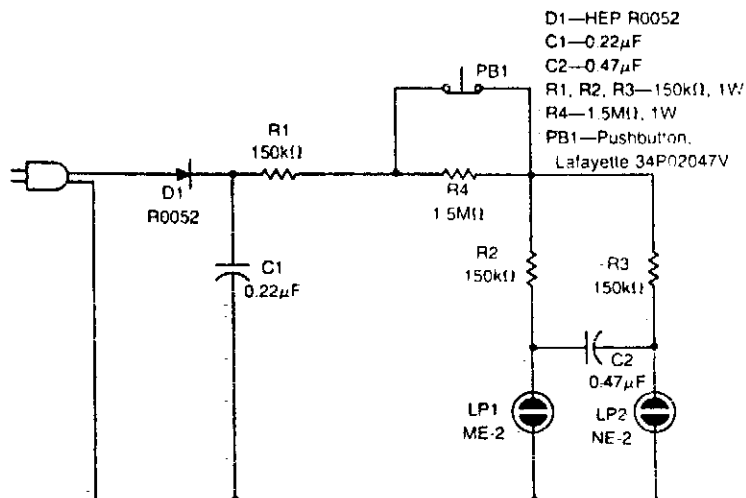 D1—HEP R0052
C1—0.22µF
C2—0.47µF
R1, R2, R3—150kΩ, 1W
R4—1.5MΩ, 1W
PB1—Pushbutton,
Lafayette 34P02047V
PB1
R1
150kΩ
D1
R0052
R4
1.5MΩ
C1
0.22µF
R2
150kΩ
R3
150kΩ
C2
0.47µF
LP1
ME-2
LP2
NE-2